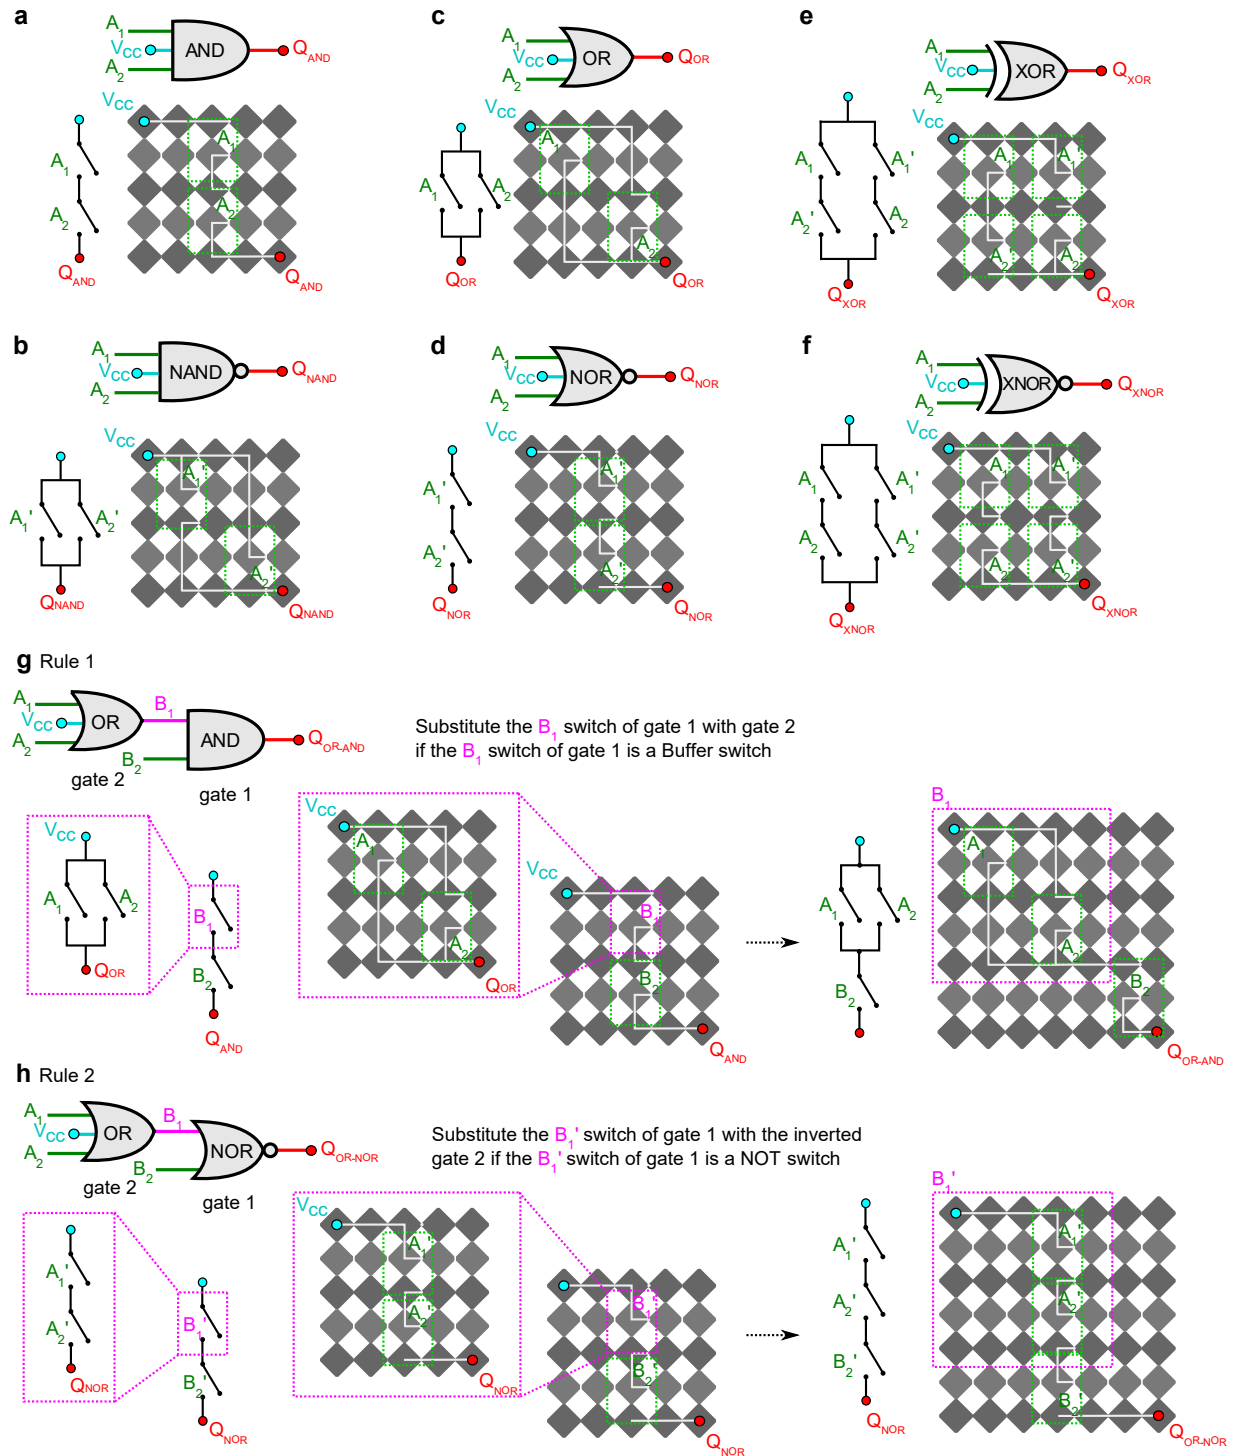 a
A1
VCC
A2
AND
QAND
VCC
A1
A2
QAND
A1
A2
QAND
c
A1
VCC
A2
OR
QOR
VCC
A1
A2
QOR
A1
A2
QOR
e
A1
VCC
A2
XOR
QXOR
VCC
A1
A1'
A2'
A2
QXOR
A1
A1'
A2'
A2
QXOR
b
A1
VCC
A2
NAND
QNAND
VCC
A1'
A2'
QNAND
A1'
A2'
QNAND
d
A1
VCC
A2
NOR
QNOR
VCC
A1'
A2'
QNOR
A1'
A2'
QNOR
f
A1
VCC
A2
XNOR
QXNOR
VCC
A1
A1'
A2
A2'
QXNOR
A1
A1'
A2
A2'
QXNOR
g Rule 1
A1
VCC
A2
OR
B1
B2
AND
QOR-AND
gate 2
gate 1
Substitute the B1 switch of gate 1 with gate 2
if the B1 switch of gate 1 is a Buffer switch
VCC
A1
A2
QOR
B1
B2
QAND
VCC
A1
A2
QOR
VCC
B1
B2
QAND
A1
A2
B2
B1
A1
A2
B2
QOR-AND
h Rule 2
A1
VCC
A2
OR
B1
B2
NOR
QOR-NOR
gate 2
gate 1
Substitute the B1' switch of gate 1 with the inverted
gate 2 if the B1' switch of gate 1 is a NOT switch
A1'
A2'
QNOR
B1'
B2'
QNOR
VCC
A1'
A2'
QNOR
B1'
B2'
QNOR
A1'
A2'
B2'
QNOR
B1'
A1'
A2'
B2'
QOR-NOR